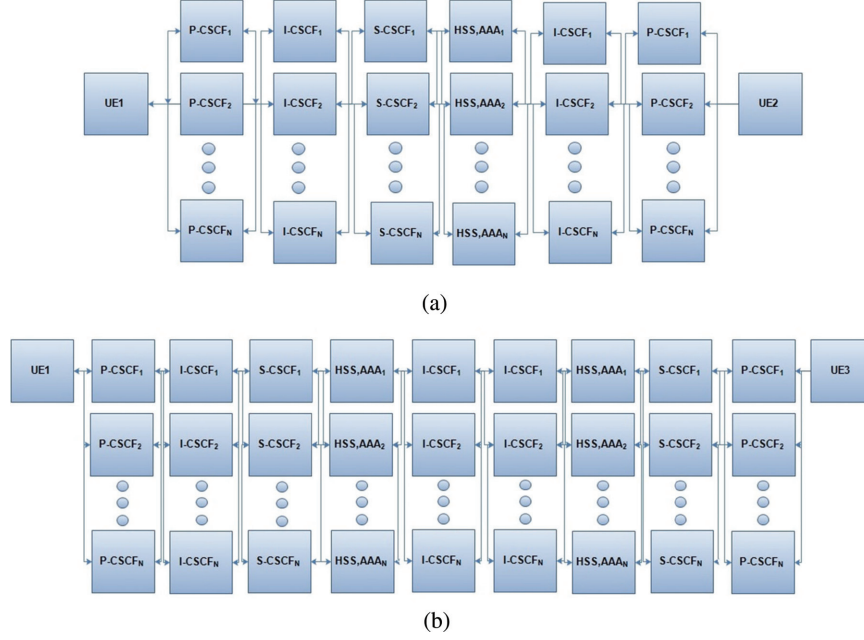 P-CSCF1 I-CSCF1 S-CSCF1 HSS,AAA1 I-CSCF1 P-CSCF1
UE1 P-CSCF2 I-CSCF2 S-CSCF2 HSS,AAA2 I-CSCF2 P-CSCF2 UE2
P-CSCFN I-CSCFN S-CSCFN HSS,AAAN I-CSCFN P-CSCFN
(a)
UE1 P-CSCF1 I-CSCF1 S-CSCF1 HSS,AAA1 I-CSCF1 I-CSCF1 HSS,AAA1 S-CSCF1 P-CSCF1 UE3
P-CSCF2 I-CSCF2 S-CSCF2 HSS,AAA2 I-CSCF2 I-CSCF2 HSS,AAA2 S-CSCF2 P-CSCF2
P-CSCFN I-CSCFN S-CSCFN HSS,AAAN I-CSCFN I-CSCFN HSS,AAAN S-CSCFN P-CSCFN
(b)